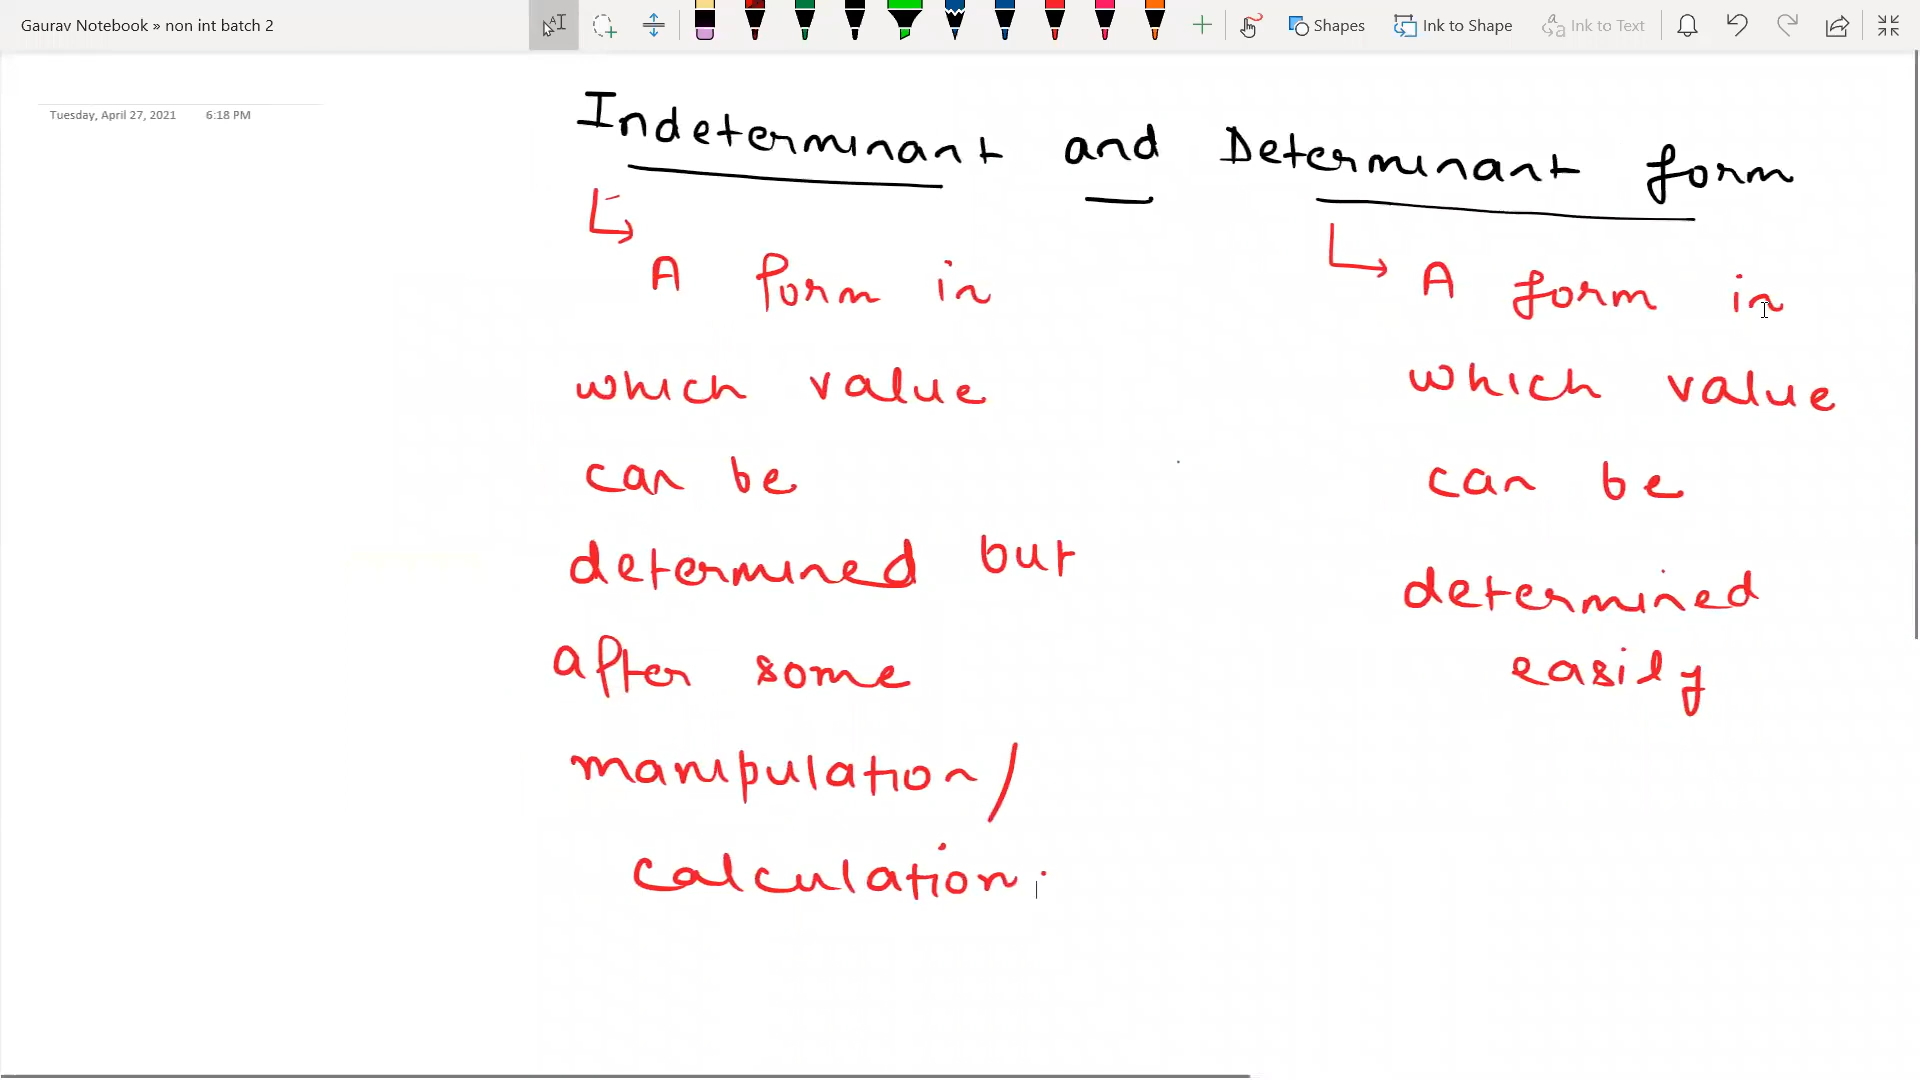 Gaurav Notebook » non int batch 2
Shapes
Ink to Shape
Ink to Text
Tuesday, April 27, 2021 6:18 PM
Indeterminant and Determinant form
A form in
which value
can be
determined but
after some
manipulation/
calculation.
A form in
which value
can be
determined
easily